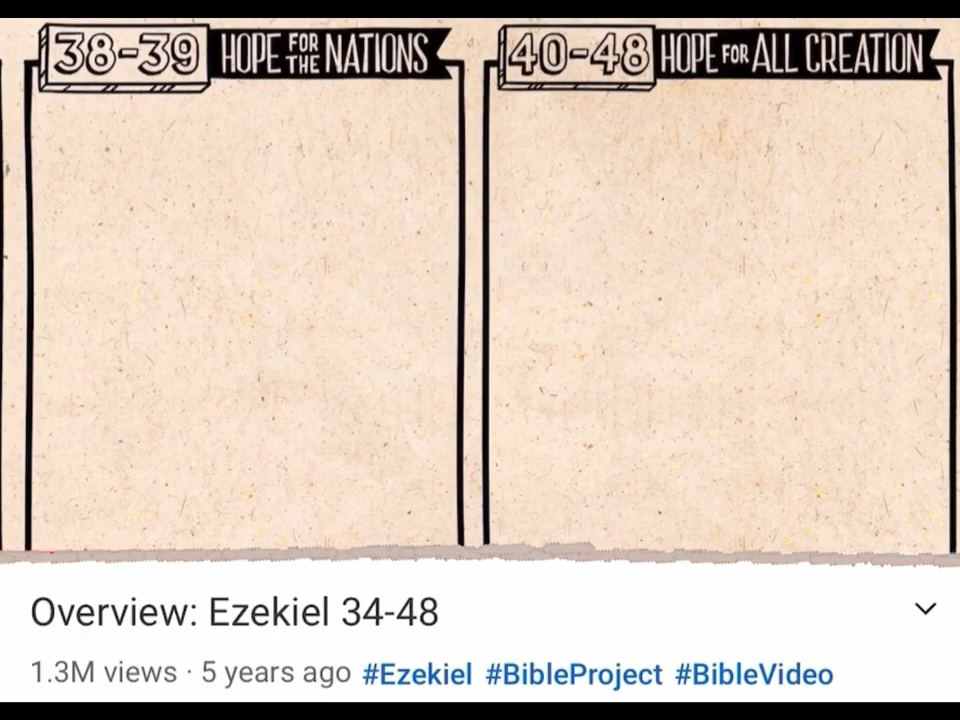 38-39 HOPE FOR THE NATIONS
40-48 HOPE FOR ALL CREATION
Overview: Ezekiel 34-48
1.3M views · 5 years ago #Ezekiel #BibleProject #BibleVideo